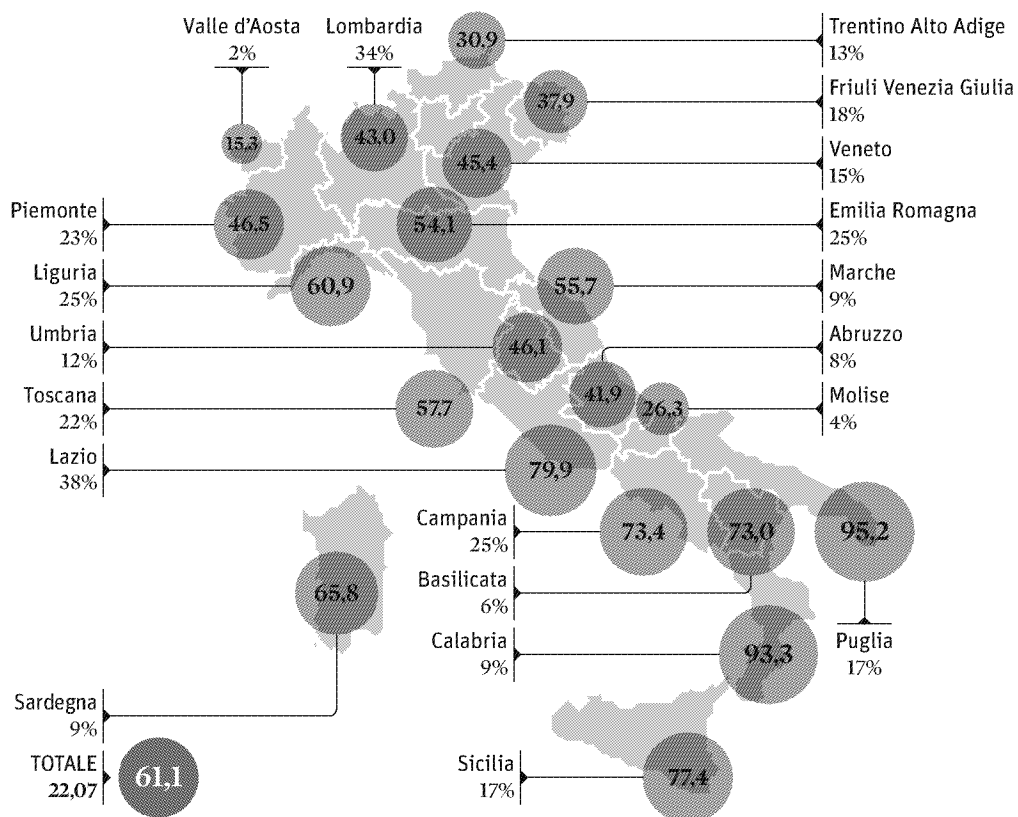 Valle d'Aosta
2%
15.3
Lombardia
34%
43,0
30,9
Trentino Alto Adige
13%
37,9
Friuli Venezia Giulia
18%
45,4
Veneto
15%
Piemonte
23%
46.5
54,1
Emilia Romagna
25%
Liguria
25%
60,9
55,7
Marche
9%
Umbria
12%
46,1
41,9
Abruzzo
8%
Toscana
22%
57.7
26,3
Molise
4%
Lazio
38%
79,9
Campania
25%
73,4
73,0
95,2
Basilicata
6%
65,8
Calabria
9%
93,3
Puglia
17%
Sardegna
9%
TOTALE
22,07
61,1
Sicilia
17%
77,4